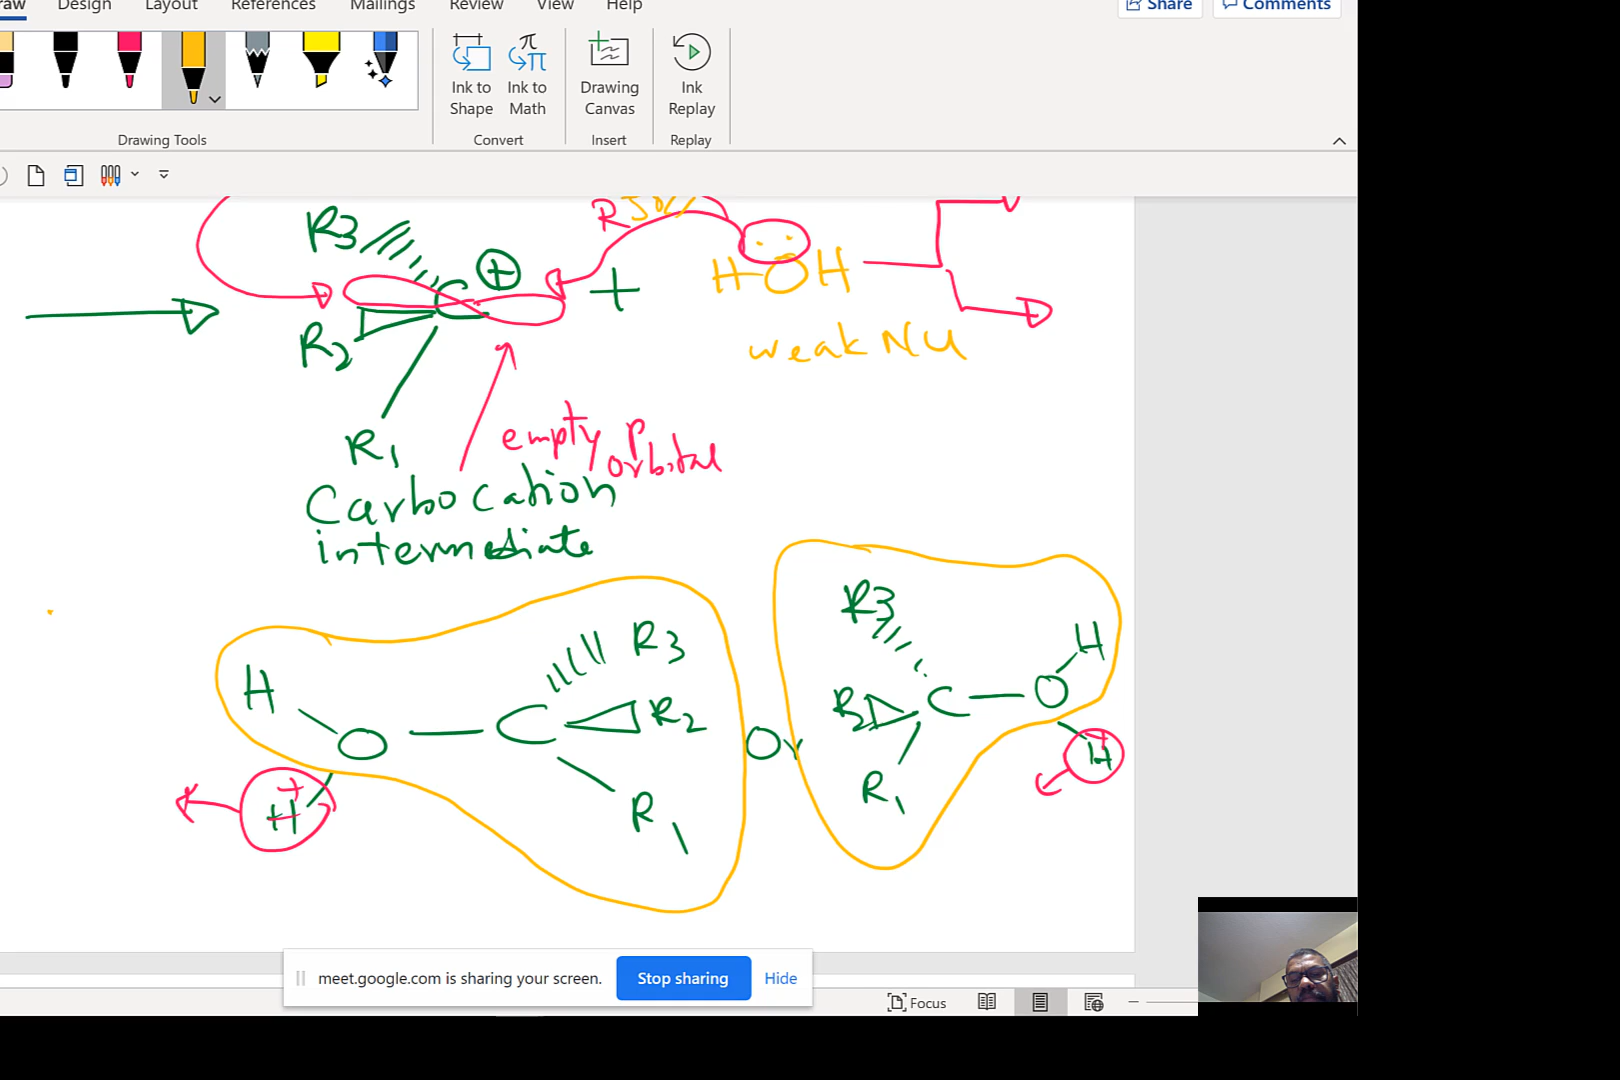 raw Design Layout References Mailings Review View Help Share Comments
Ink to Shape
Ink to Math
Drawing Canvas
Ink Replay
Drawing Tools Convert Insert Replay
R3
C + + H O H
R2
weak NU
R1
empty P orbital
Carbocation
intermediate
H O C R3
R2
R1
H+
Or
R3
C O H
R2
R1
H+
meet.google.com is sharing your screen. Stop sharing Hide
Focus